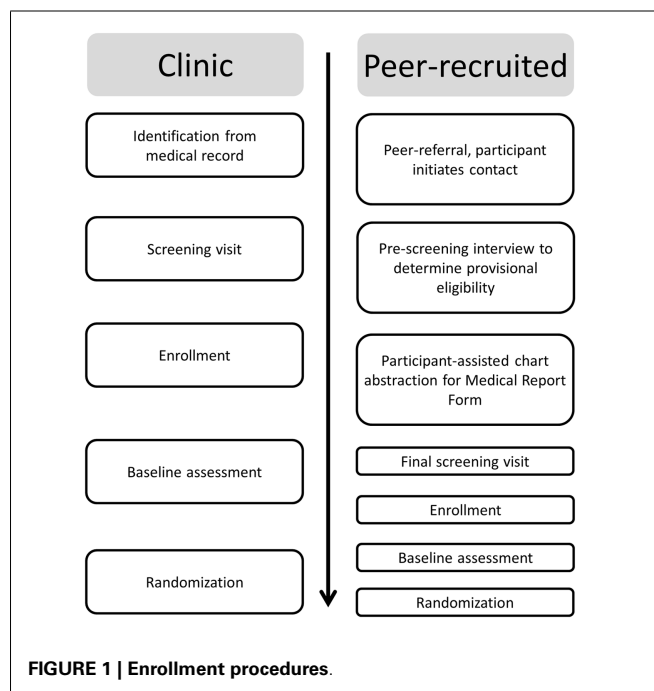 Clinic
Identification from
medical record
Screening visit
Enrollment
Baseline assessment
Randomization
Peer-recruited
Peer-referral, participant
initiates contact
Pre-screening interview to
determine provisional
eligibility
Participant-assisted chart
abstraction for Medical Report
Form
Final screening visit
Enrollment
Baseline assessment
Randomization
FIGURE 1 | Enrollment procedures.